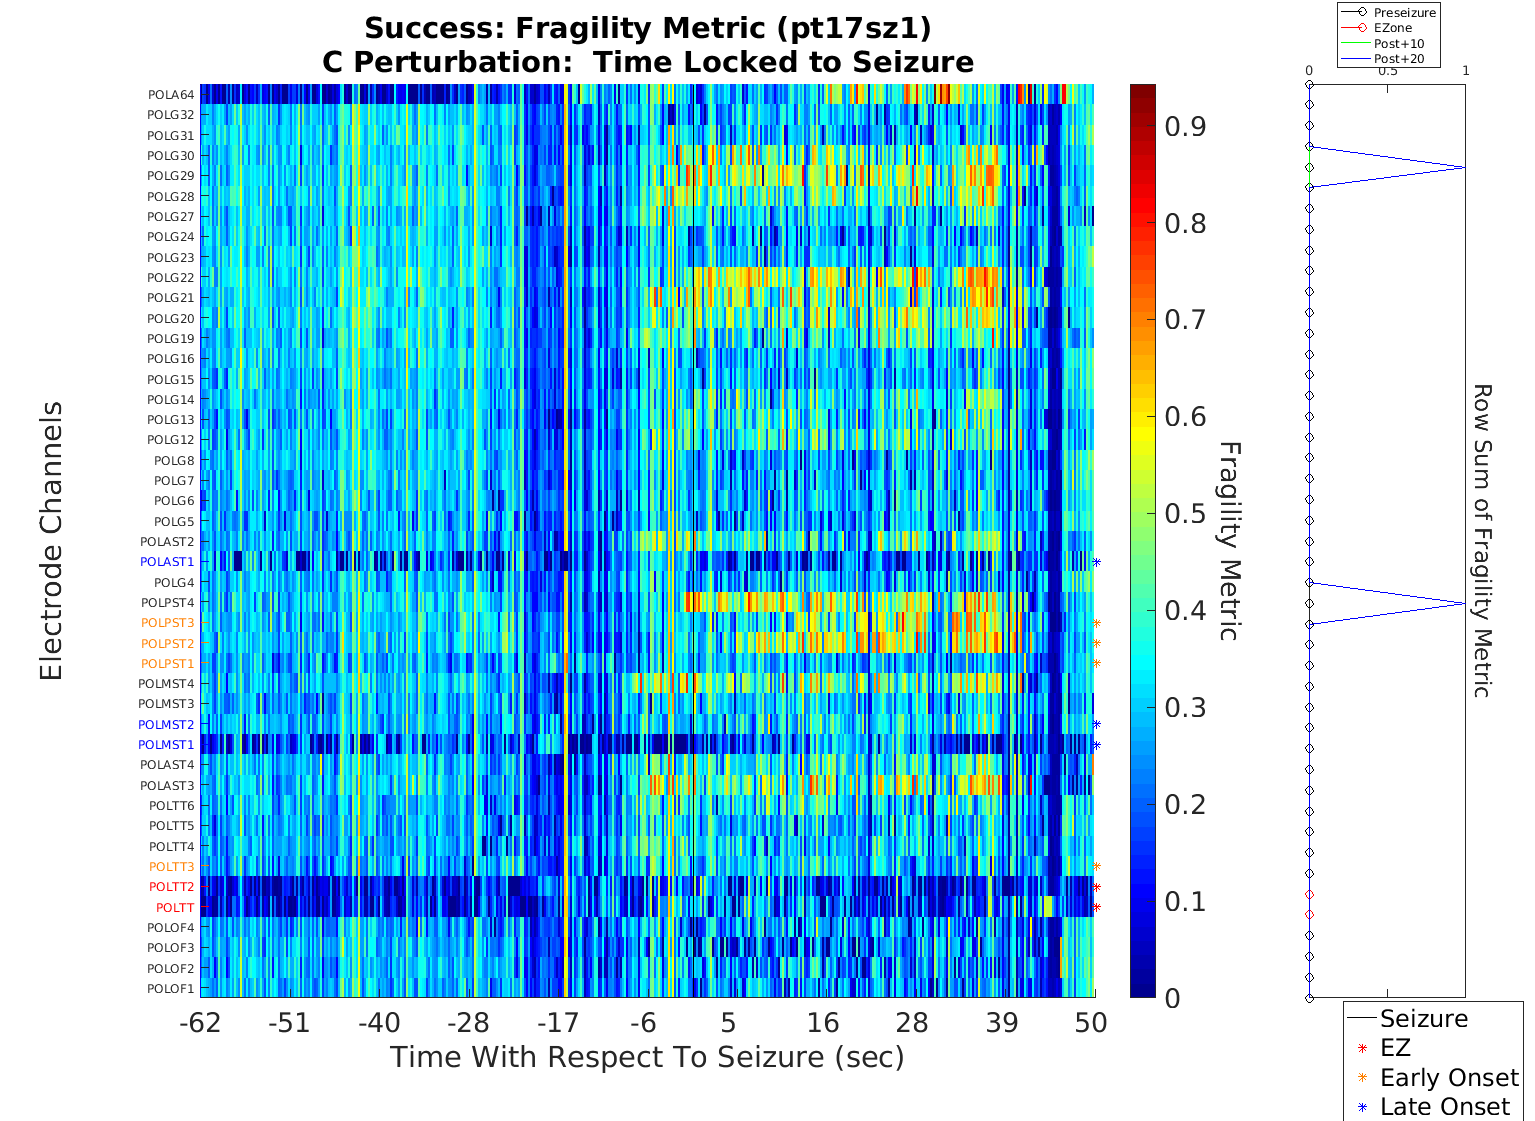 Success: Fragility Metric (pt17sz1)
C Perturbation:  Time Locked to Seizure
Electrode Channels
POLA64
POLG32
POLG31
POLG30
POLG29
POLG28
POLG27
POLG24
POLG23
POLG22
POLG21
POLG20
POLG19
POLG16
POLG15
POLG14
POLG13
POLG12
POLG8
POLG7
POLG6
POLG5
POLAST2
POLAST1
POLG4
POLPST4
POLPST3
POLPST2
POLPST1
POLMST4
POLMST3
POLMST2
POLMST1
POLAST4
POLAST3
POLTT6
POLTT5
POLTT4
POLTT3
POLTT2
POLTT
POLOF4
POLOF3
POLOF2
POLOF1
-62 -51 -40 -28 -17 -6 5 16 28 39 50
Time With Respect To Seizure (sec)
0.9
0.8
0.7
0.6
0.5
0.4
0.3
0.2
0.1
0
Fragility Metric
Preseizure
EZone
Post+10
Post+20
0 0.5 1
Row Sum of Fragility Metric
Seizure
EZ
Early Onset
Late Onset